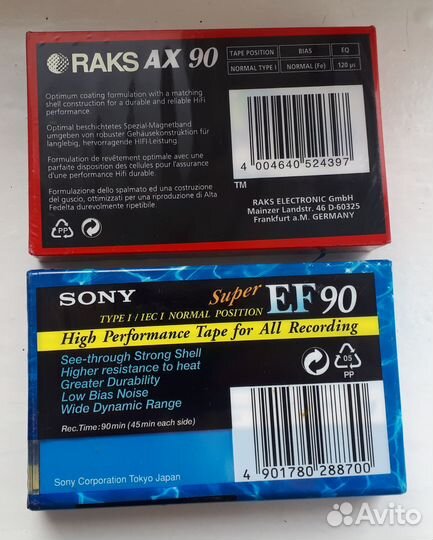 RAKS AX 90
TAPE POSITION BIAS EQ
NORMAL TYPE I NORMAL (Fe) 120 µs
Optimum coating formulation with a matching
shell construction for a durable and reliable HiFi
performance.
Optimal beschichtetes Spezial-Magnetband
umgeben von robuster Gehäusekonstruktion für
langlebig, hervorragende HIFI-Leistung.
Formulation de revêtement optimale avec une
parfaite disposition des cellules pour l'assurance
d'une performance Hifi durable.
Formulazione dello spalmato ed una costruzione
del guscio, ottimizzati per una riproduzione di Alta
Fedelta durevolmente ripetibile.
4 004640 524397
TM
RAKS ELECTRONIC GmbH
Mainzer Landstr. 46 D-60325
Frankfurt a.M. GERMANY
PP
SONY
Super EF 90
TYPE I / IEC I NORMAL POSITION
High Performance Tape for All Recording
See-through Strong Shell
Higher resistance to heat
Greater Durability
Low Bias Noise
Wide Dynamic Range
05
PP
Rec.Time: 90min (45min each side)
4 901780 288700
Sony Corporation Tokyo Japan
Avito